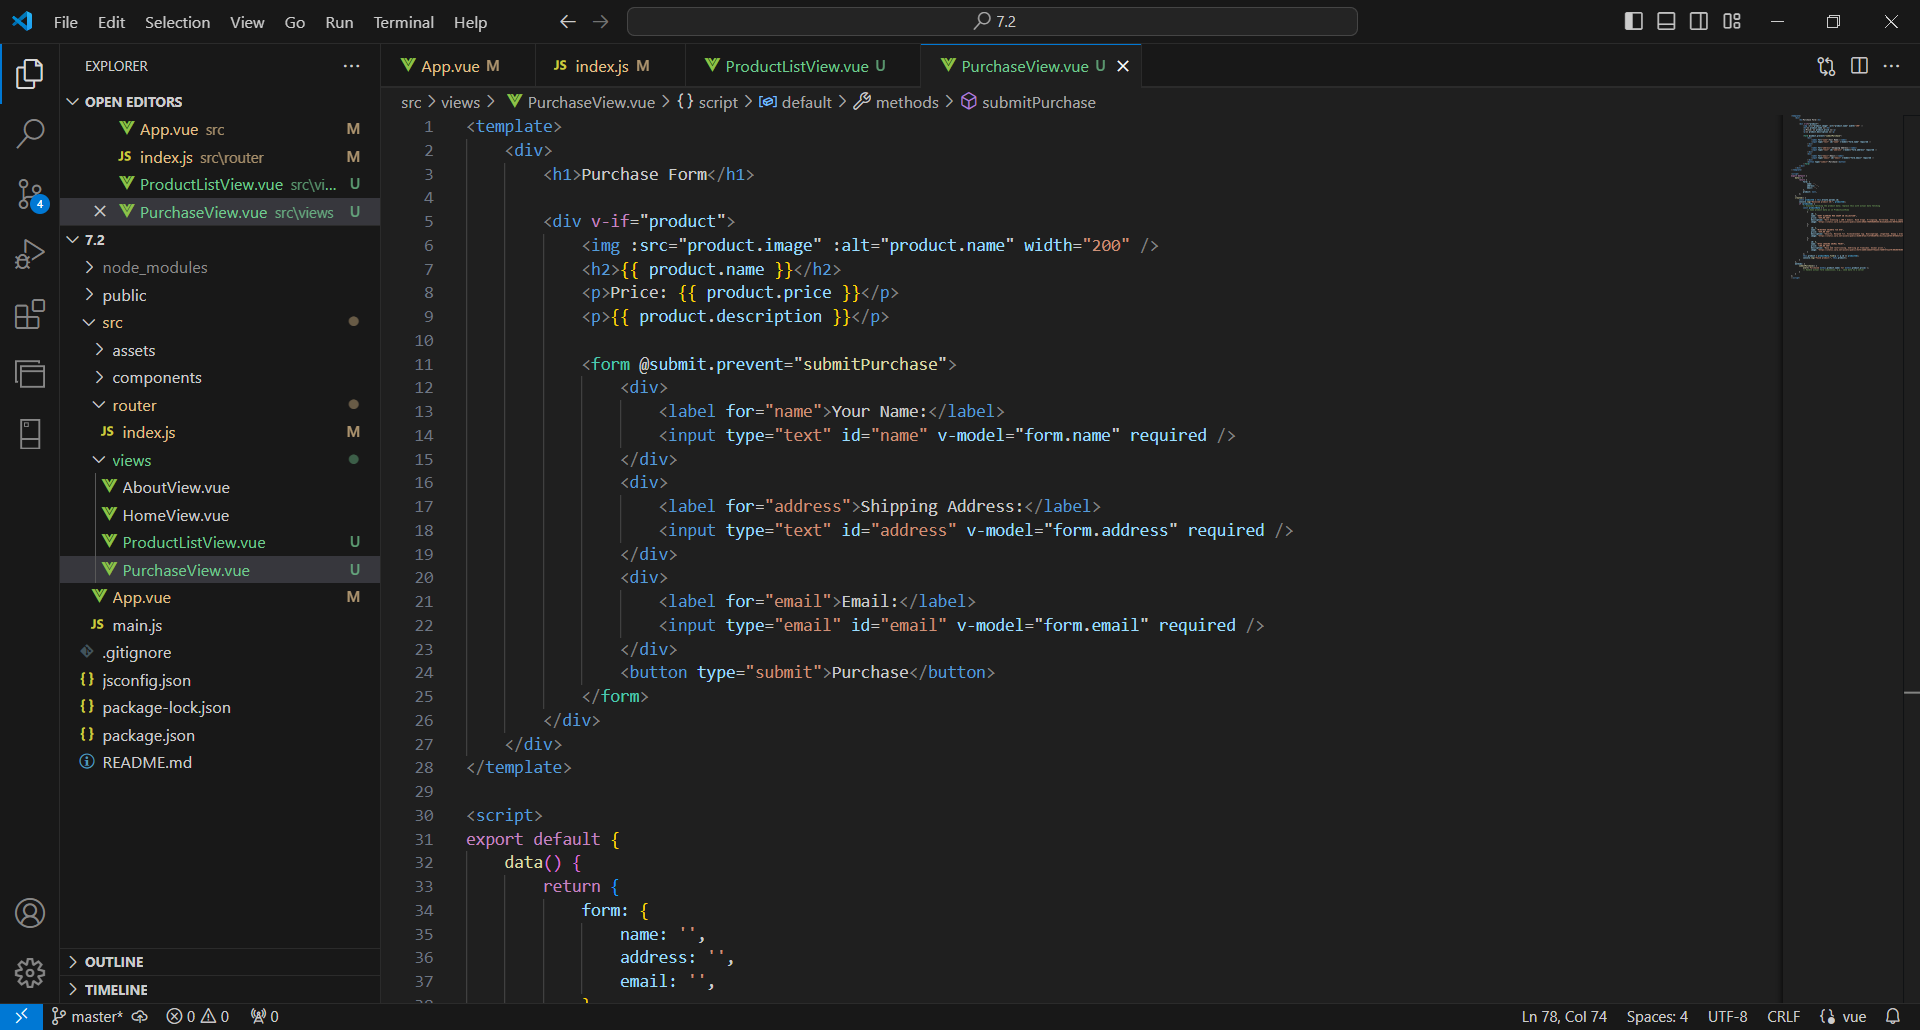 File Edit Selection View Go Run Terminal Help
7.2
EXPLORER
OPEN EDITORS
App.vue src M
JS index.js src\router M
ProductListView.vue src\vi... U
PurchaseView.vue src\views U
7.2
node_modules
public
src
assets
components
router
JS index.js M
views
AboutView.vue
HomeView.vue
ProductListView.vue U
PurchaseView.vue U
App.vue M
JS main.js
.gitignore
{} jsconfig.json
{} package-lock.json
{} package.json
README.md
OUTLINE
TIMELINE
4
App.vue M JS index.js M ProductListView.vue U PurchaseView.vue U
src > views > PurchaseView.vue > {} script > default > methods > submitPurchase
1 <template>
2 <div>
3 <h1>Purchase Form</h1>
4
5 <div v-if="product">
6 <img :src="product.image" :alt="product.name" width="200" />
7 <h2>{{ product.name }}</h2>
8 <p>Price: {{ product.price }}</p>
9 <p>{{ product.description }}</p>
10
11 <form @submit.prevent="submitPurchase">
12 <div>
13 <label for="name">Your Name:</label>
14 <input type="text" id="name" v-model="form.name" required />
15 </div>
16 <div>
17 <label for="address">Shipping Address:</label>
18 <input type="text" id="address" v-model="form.address" required />
19 </div>
20 <div>
21 <label for="email">Email:</label>
22 <input type="email" id="email" v-model="form.email" required />
23 </div>
24 <button type="submit">Purchase</button>
25 </form>
26 </div>
27 </div>
28 </template>
29
30 <script>
31 export default {
32 data() {
33 return {
34 form: {
35 name: '',
36 address: '',
37 email: '',
master* 0 0 0
Ln 78, Col 74 Spaces: 4 UTF-8 CRLF {} vue